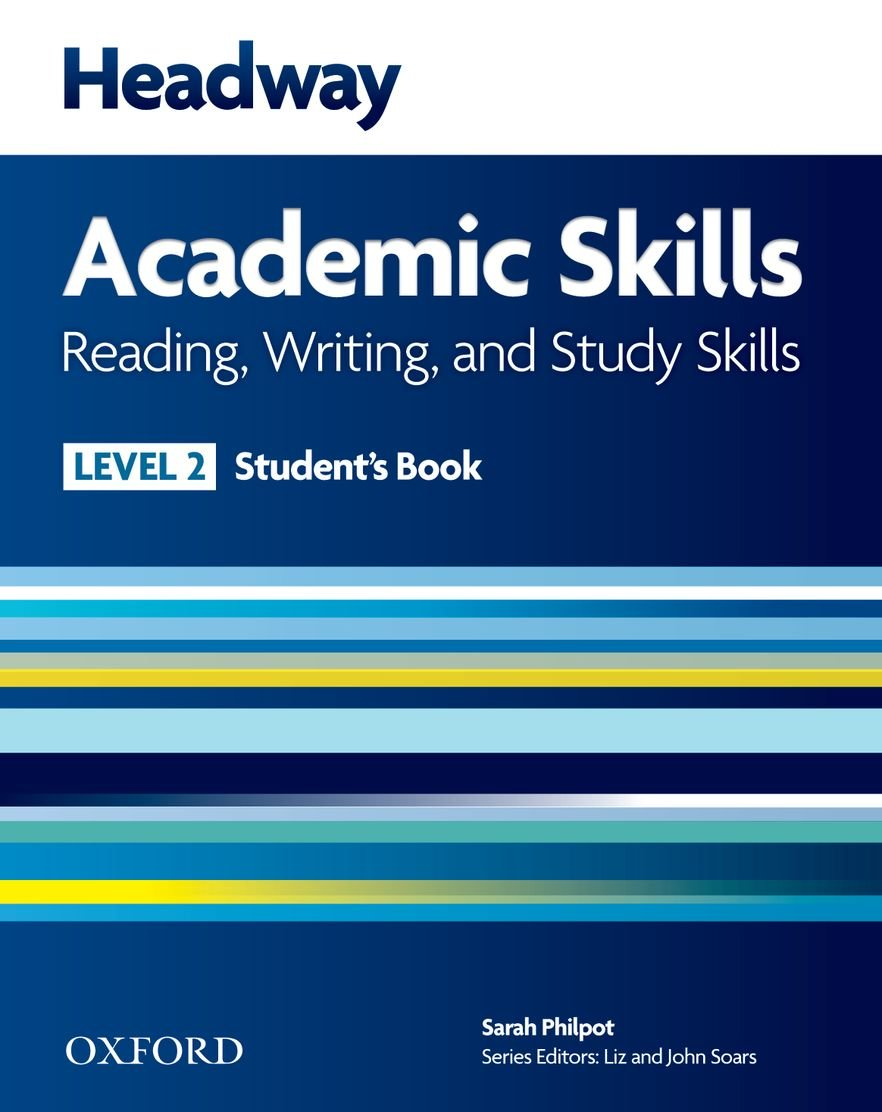 Headway
Academic Skills
Reading, Writing, and Study Skills
LEVEL 2 Student's Book
Sarah Philpot
OXFORD
Series Editors: Liz and John Soars